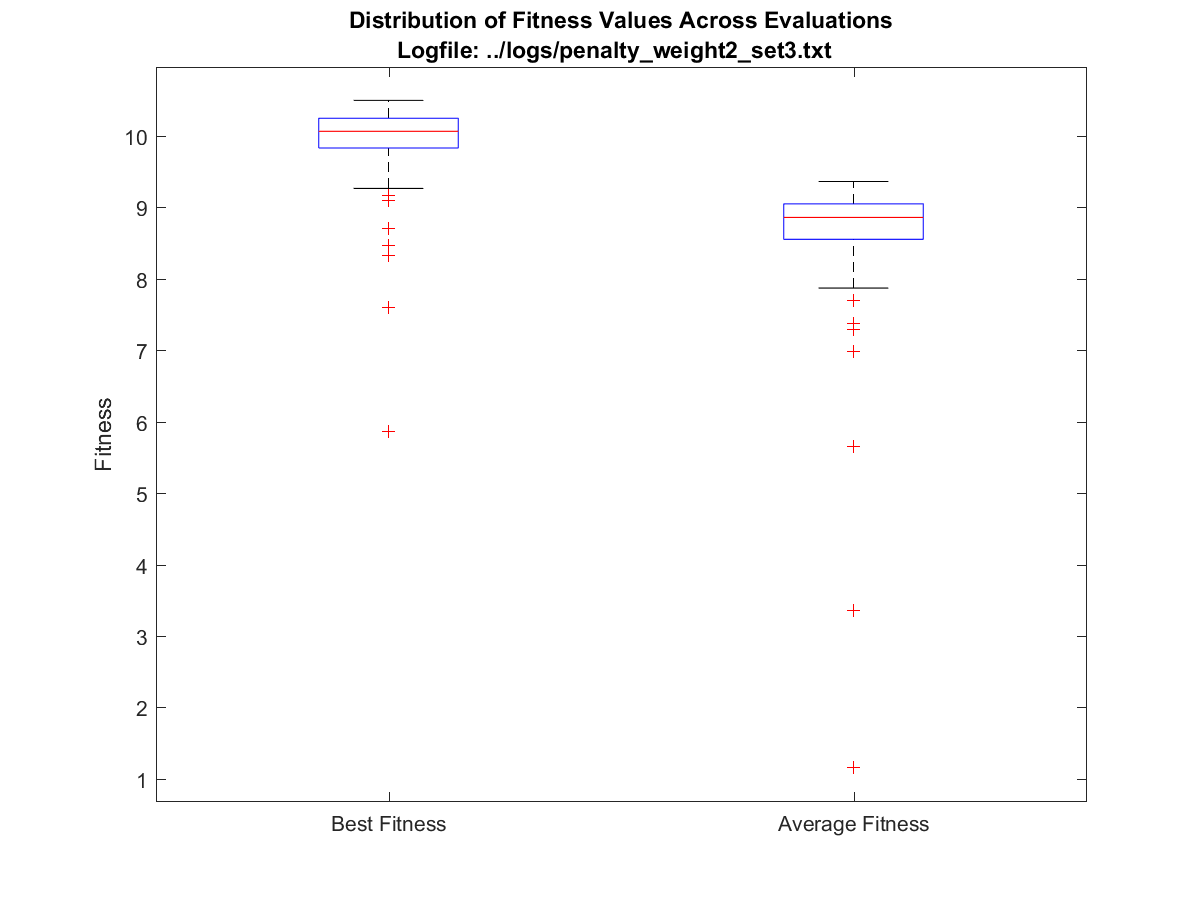 Distribution of Fitness Values Across Evaluations
Logfile: ../logs/penalty_weight2_set3.txt
10
9
8
7
6
5
4
3
2
1
Fitness
Best Fitness
Average Fitness